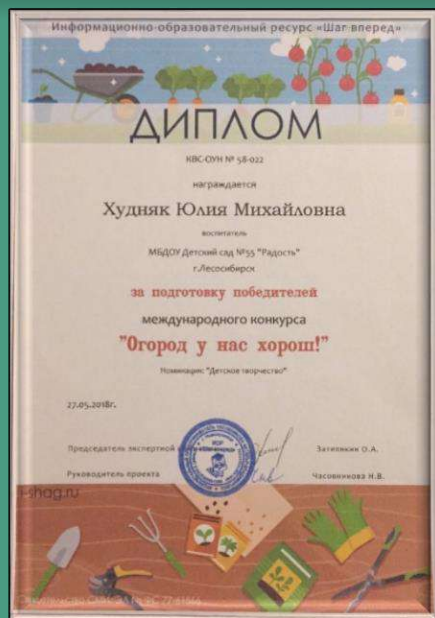 Информационно-образовательный ресурс «Шаг вперед»
ДИПЛОМ
КВС-ОУН № 58-022
награждается
Худняк Юлия Михайловна
воспитатель
МБДОУ Детский сад №55 "Радость"
г.Лесосибирск
за подготовку победителей
международного конкурса
"Огород у нас хорош!"
Номинация: "Детское творчество"
27.05.2018г.
Председатель экспертной
Затепякин О.А.
Руководитель проекта
Часовникова Н.В.
i-shag.ru